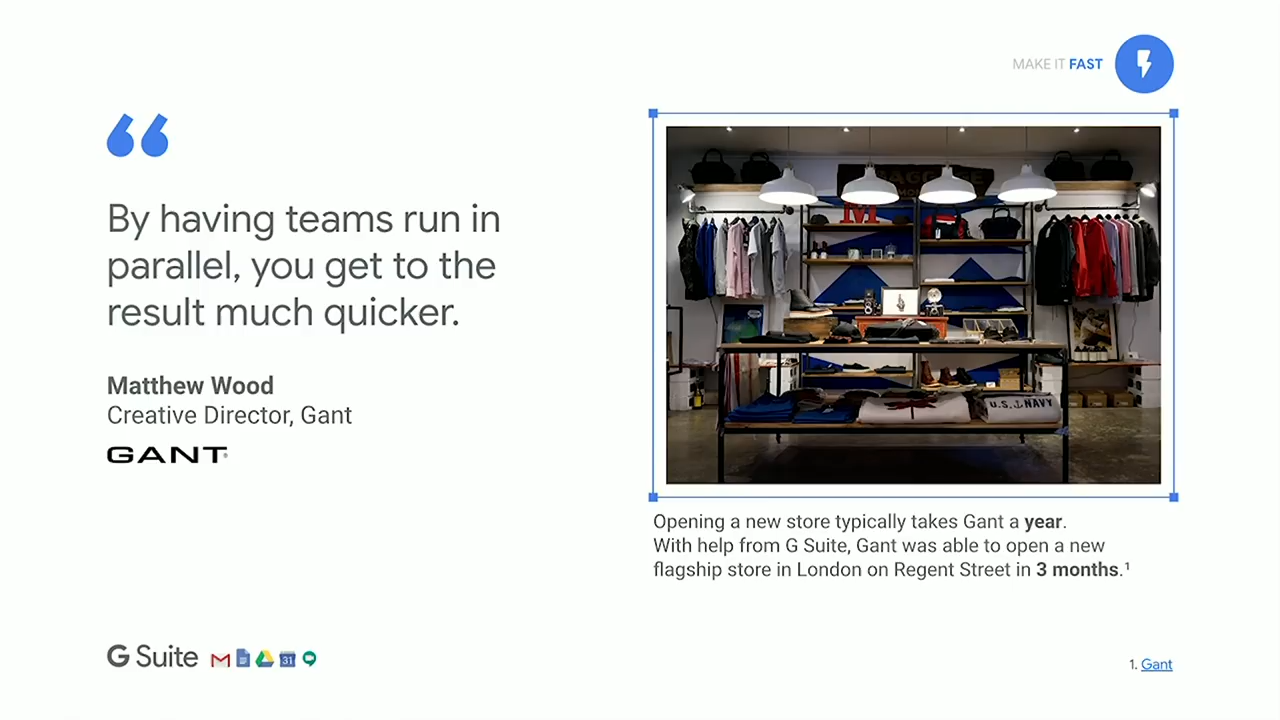 MAKE IT FAST
“
By having teams run in
parallel, you get to the
result much quicker.
Matthew Wood
Creative Director, Gant
GANT®
M
U.S. NAVY
Opening a new store typically takes Gant a year.
With help from G Suite, Gant was able to open a new
flagship store in London on Regent Street in 3 months.¹
G Suite
31
1. Gant